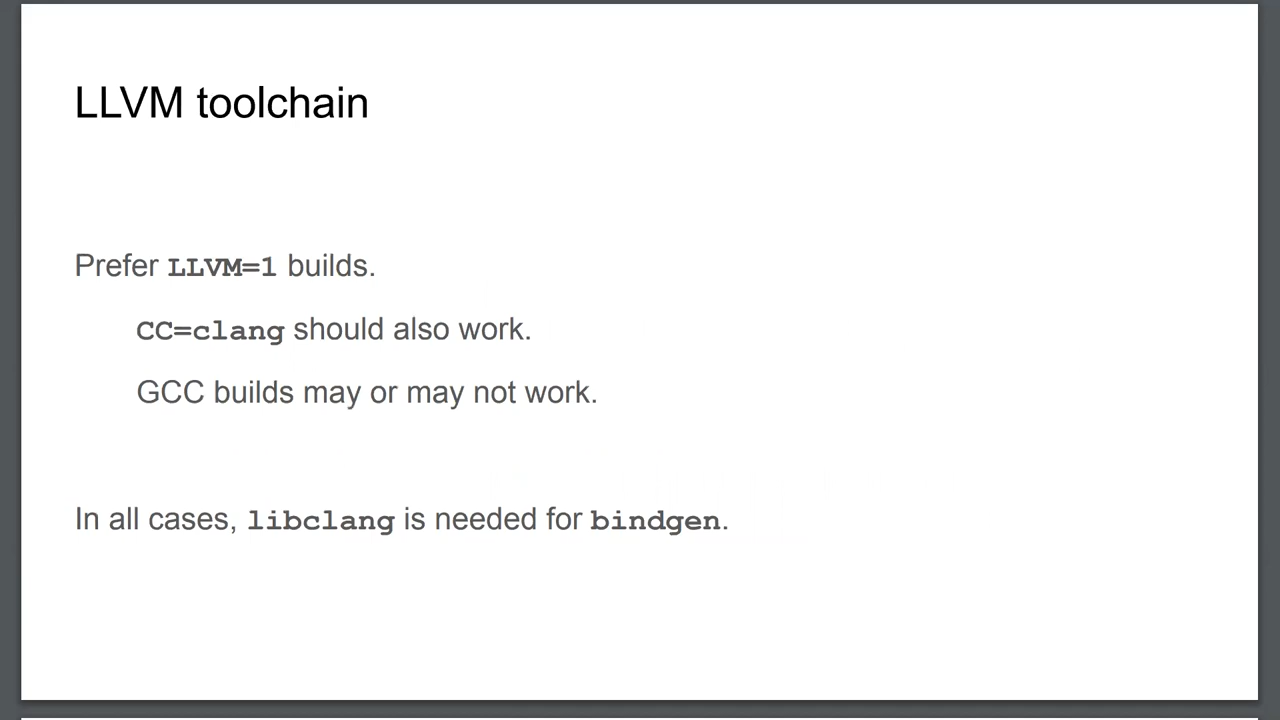 LLVM toolchain
Prefer LLVM=1 builds.
CC=clang should also work.
GCC builds may or may not work.
In all cases, libclang is needed for bindgen.